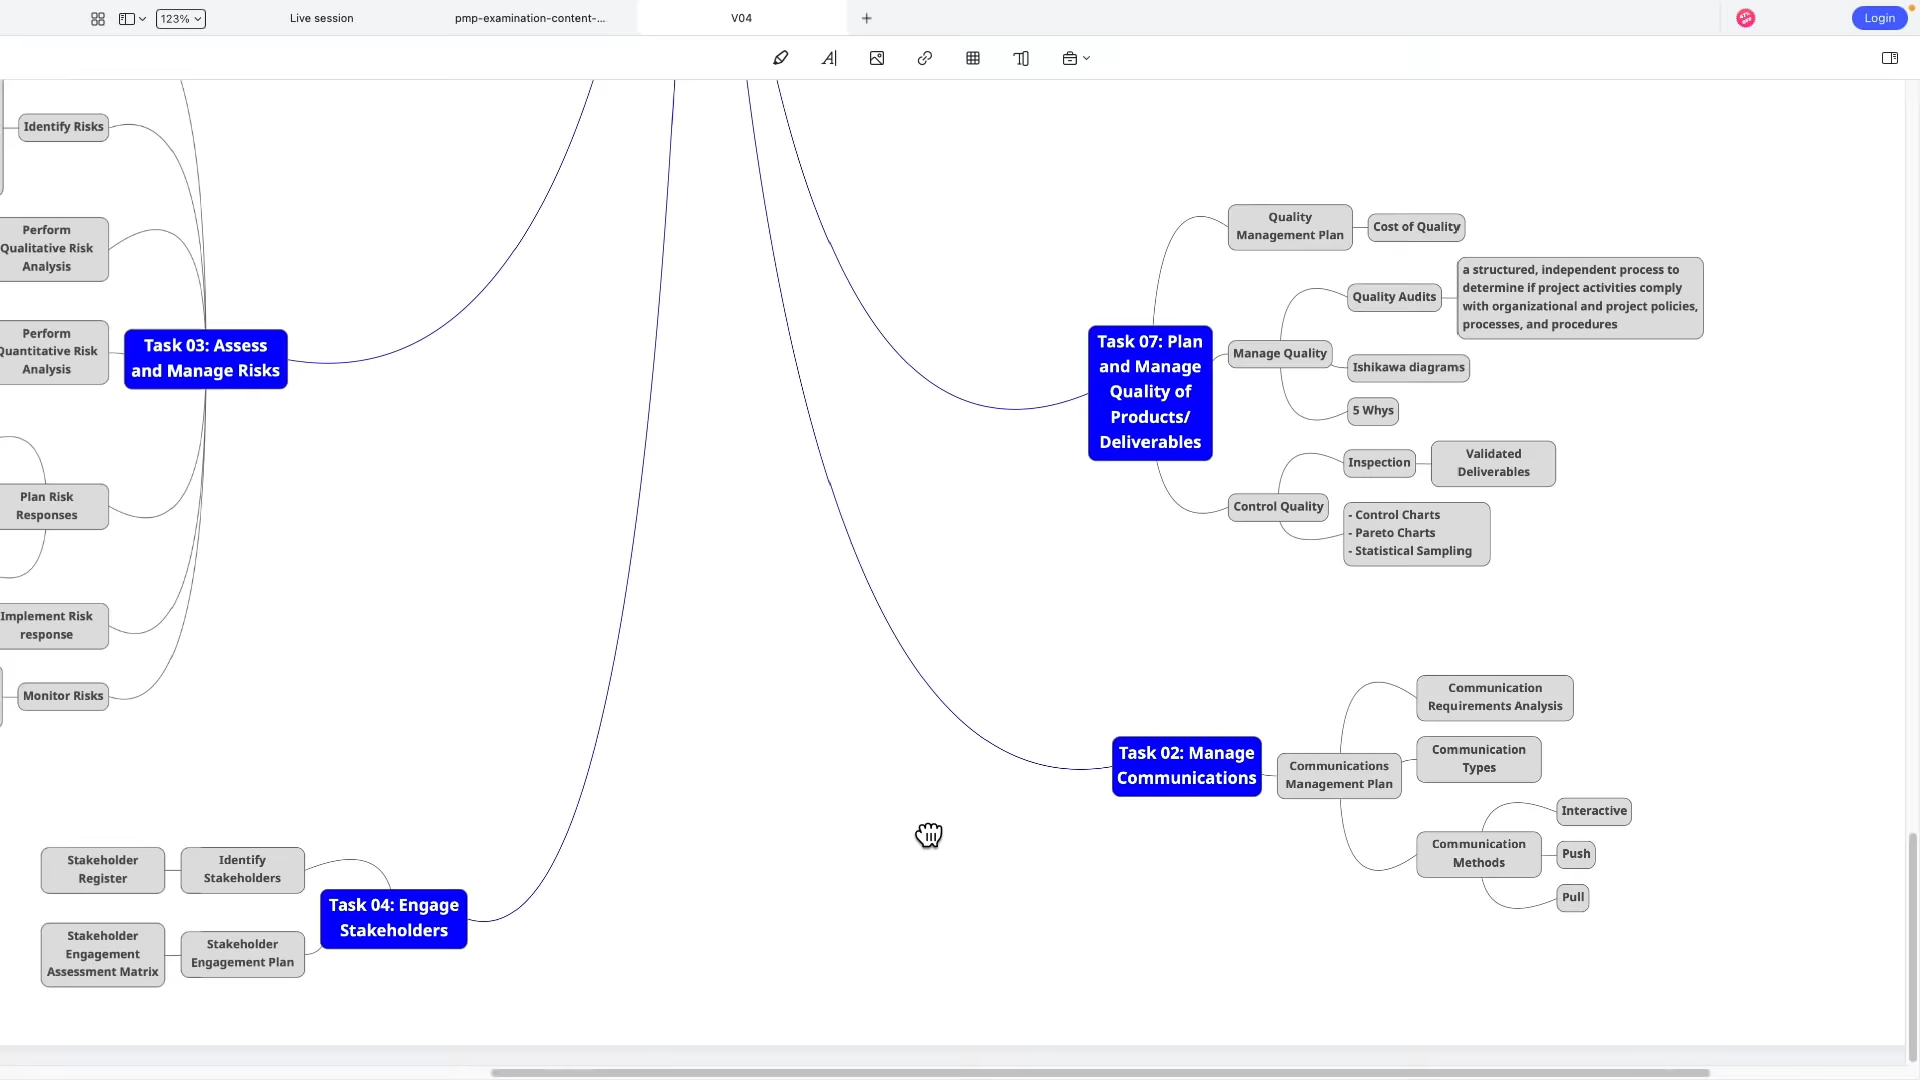 123%
Live session
pmp-examination-content-...
V04
Login
Identify Risks
Perform
Qualitative Risk
Analysis
Perform
Quantitative Risk
Analysis
Task 03: Assess
and Manage Risks
Plan Risk
Responses
Implement Risk
response
Monitor Risks
Stakeholder
Register
Identify
Stakeholders
Task 04: Engage
Stakeholders
Stakeholder
Engagement
Assessment Matrix
Stakeholder
Engagement Plan
Task 07: Plan
and Manage
Quality of
Products/
Deliverables
Quality
Management Plan
Cost of Quality
Manage Quality
Quality Audits
a structured, independent process to
determine if project activities comply
with organizational and project policies,
processes, and procedures
Ishikawa diagrams
5 Whys
Control Quality
Inspection
Validated
Deliverables
- Control Charts
- Pareto Charts
- Statistical Sampling
Task 02: Manage
Communications
Communications
Management Plan
Communication
Requirements Analysis
Communication
Types
Communication
Methods
Interactive
Push
Pull